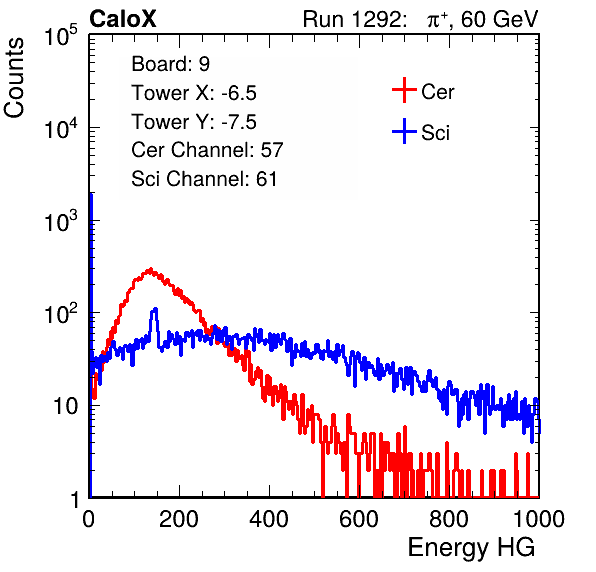 CaloX Run 1292: π⁺, 60 GeV
Counts
10⁵
10⁴
10³
10²
10
1
Board: 9
Tower X: -6.5
Tower Y: -7.5
Cer Channel: 57
Sci Channel: 61
Cer
Sci
0 200 400 600 800 1000
Energy HG